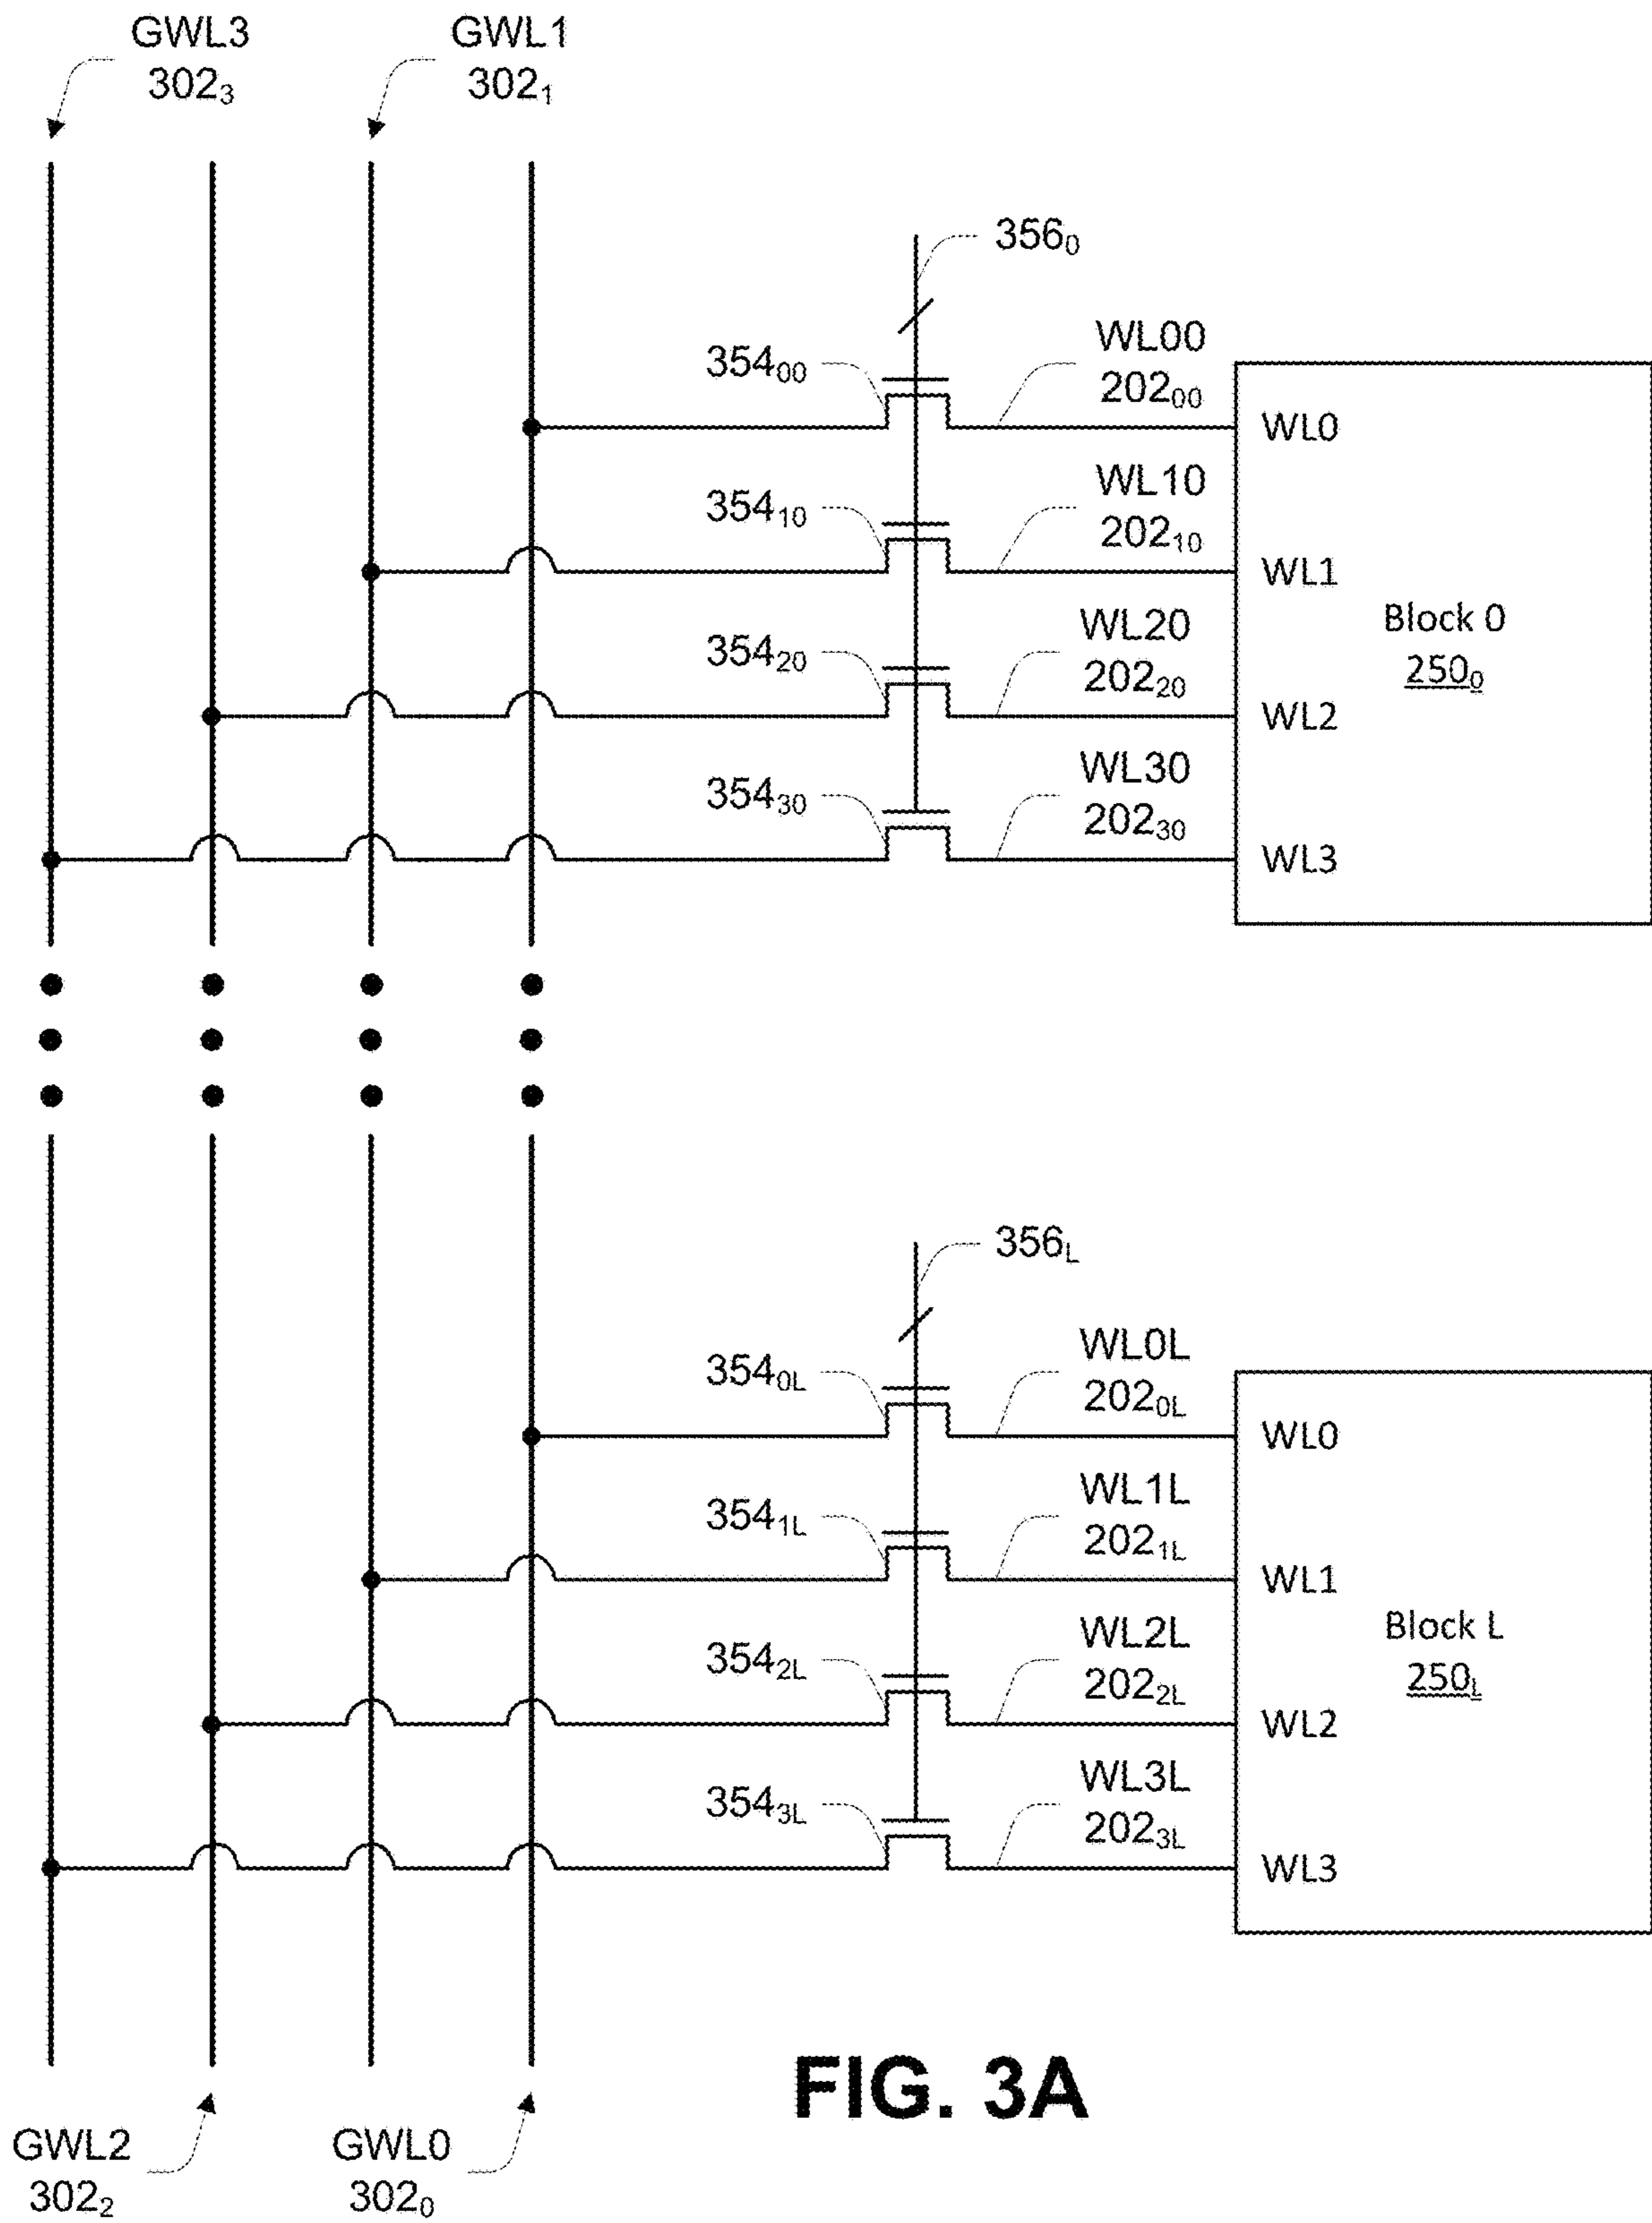 GWL3
302₃
GWL1
302₁
356₀
354₀₀
WL00
202₀₀
WL0
354₁₀
WL10
202₁₀
WL1
Block 0
250₀
354₂₀
WL20
202₂₀
WL2
354₃₀
WL30
202₃₀
WL3
356L
354₀L
WL0L
202₀L
WL0
354₁L
WL1L
202₁L
WL1
Block L
250L
354₂L
WL2L
202₂L
WL2
354₃L
WL3L
202₃L
WL3
FIG. 3A
GWL2
302₂
GWL0
302₀